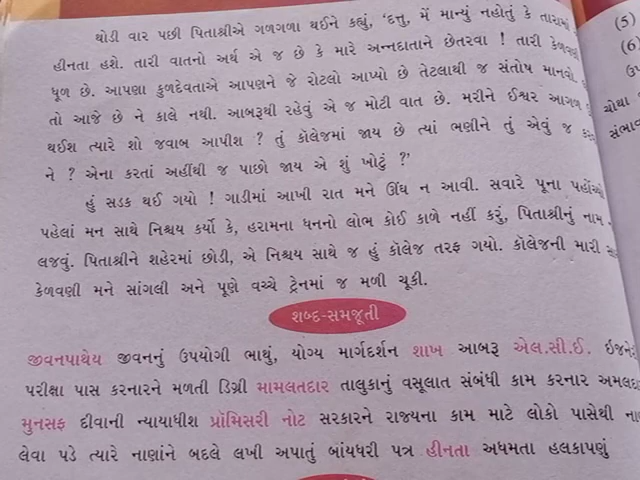 થોડી વાર પછી પિતાશ્રીએ ગળગળા થઈને કહ્યું, ‘દત્તુ, મેં માન્યું નહોતું કે તારામાં (5)
હીનતા હશે. તારી વાતનો અર્થ એ જ છે કે મારે અન્નદાતાને છેતરવા ! તારી કેળવણી (6)
ધૂળ છે. આપણા કુળદેવતાએ આપણને જે રોટલો આપ્યો છે તેટલાથી જ સંતોષ માનવો.
તો આજે છે ને કાલે નથી. આબરૂથી રહેવું એ જ મોટી વાત છે. મરીને ઈશ્વર આગળ ચોથા
થઈશ ત્યારે શો જવાબ આપીશ ? તું કૉલેજમાં જાય છે ત્યાં ભણીને તું એવું જ
ને ? એના કરતાં અહીંથી જ પાછો જાય એ શું ખોટું ?’
હું સડક થઈ ગયો ! ગાડીમાં આખી રાત મને ઊંઘ ન આવી. સવારે પૂના પહોંચ્યો
પહેલાં મન સાથે નિશ્ચય કર્યો કે, હરામના ધનનો લોભ કોઈ કાળે નહીં કરું, પિતાશ્રીનું નામ
લજવું. પિતાશ્રીને શહેરમાં છોડી, એ નિશ્ચય સાથે જ હું કૉલેજ તરફ ગયો. કૉલેજની મારી
કેળવણી મને સાંગલી અને પૂણે વચ્ચે ટ્રેનમાં જ મળી ચૂકી.
શબ્દ-સમજૂતી
જીવનપાથેય જીવનનું ઉપયોગી ભાથું, યોગ્ય માર્ગદર્શન શાખ આબરૂ એલ.સી.ઈ. ઇજનેરી
પરીક્ષા પાસ કરનારને મળતી ડિગ્રી મામલતદાર તાલુકાનું વસૂલાત સંબંધી કામ કરનાર અમલદાર
મુનસફ દીવાની ન્યાયાધીશ પ્રૉમિસરી નોટ સરકારને રાજ્યના કામ માટે લોકો પાસેથી
લેવા પડે ત્યારે નાણાંને બદલે લખી અપાતું બાંયધરી પત્ર હીનતા અધમતા હલકાપણું